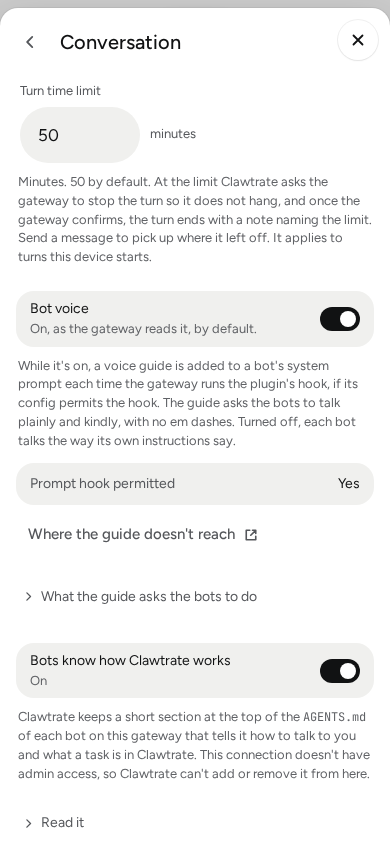 Conversation
Turn time limit
50
minutes
Minutes. 50 by default. At the limit Clawtrate asks the
gateway to stop the turn so it does not hang, and once the
gateway confirms, the turn ends with a note naming the limit.
Send a message to pick up where it left off. It applies to
turns this device starts.
Bot voice
On, as the gateway reads it, by default.
While it's on, a voice guide is added to a bot's system
prompt each time the gateway runs the plugin's hook, if its
config permits the hook. The guide asks the bots to talk
plainly and kindly, with no em dashes. Turned off, each bot
talks the way its own instructions say.
Prompt hook permitted
Yes
Where the guide doesn't reach
What the guide asks the bots to do
Bots know how Clawtrate works
On
Clawtrate keeps a short section at the top of the AGENTS.md
of each bot on this gateway that tells it how to talk to you
and what a task is in Clawtrate. This connection doesn't have
admin access, so Clawtrate can't add or remove it from here.
Read it